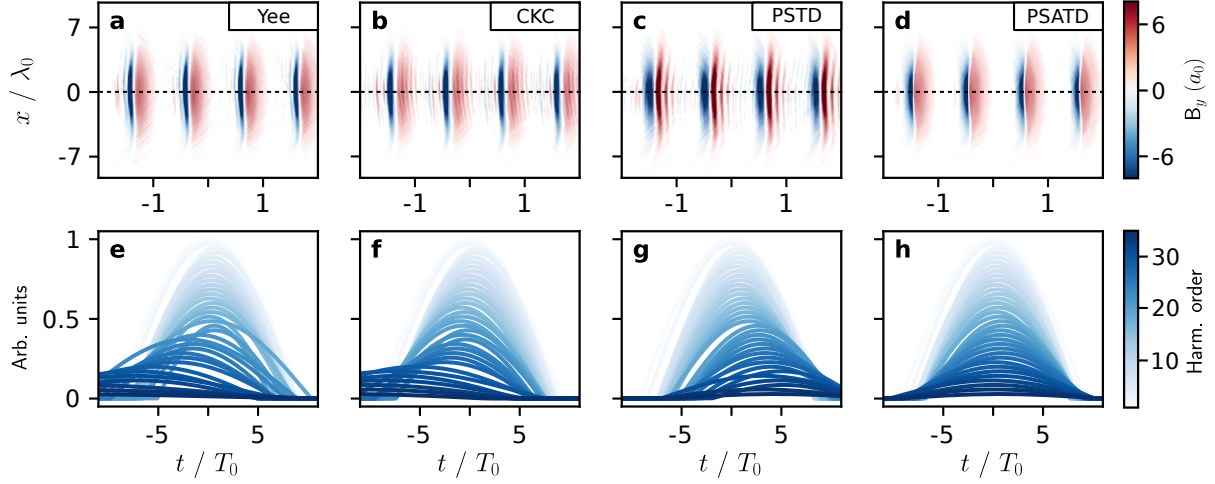 a Yee
b CKC
c PSTD
d PSATD
7
0
-7
x / λ0
-1 1
-1 1
-1 1
-1 1
6
0
-6
By (a0)
e
f
g
h
1
0.5
0
Arb. units
-5 5
-5 5
-5 5
-5 5
t / T0
t / T0
t / T0
t / T0
30
20
10
Harm. order